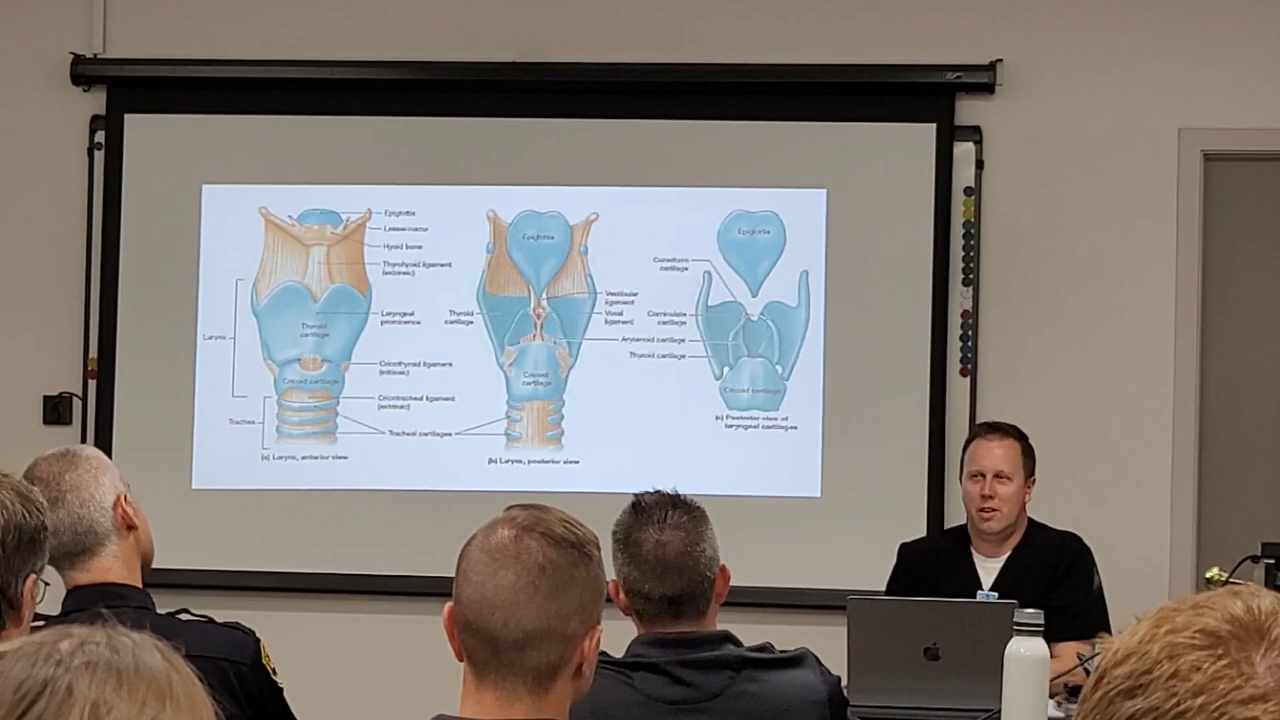 Epiglottis
Lesser cornu
Hyoid bone
Thyrohyoid ligament
(extrinsic)
Larynx
Laryngeal
prominence
Thyroid
cartilage
Cricothyroid ligament
(intrinsic)
Cricoid cartilage
Cricotracheal ligament
(extrinsic)
Trachea
Tracheal cartilages
(a) Larynx, anterior view
Epiglottis
Vestibular
ligament
Thyroid
cartilage
Vocal
ligament
Arytenoid cartilage
Cricoid
cartilage
(b) Larynx, posterior view
Epiglottis
Cuneiform
cartilage
Corniculate
cartilage
Thyroid cartilage
Cricoid cartilage
(c) Posterior view of
laryngeal cartilages